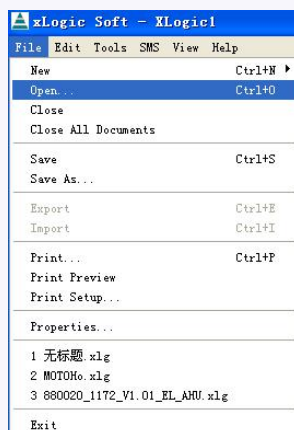 xLogic Soft - XLogic1
File Edit Tools SMS View Help
New Ctrl+N
Open... Ctrl+O
Close
Close All Documents
Save Ctrl+S
Save As...
Export Ctrl+E
Import Ctrl+I
Print... Ctrl+P
Print Preview
Print Setup...
Properties...
1 无标题.xlg
2 MOTOHo.xlg
3 880020_1172_V1.01_EL_AHU.xlg
Exit